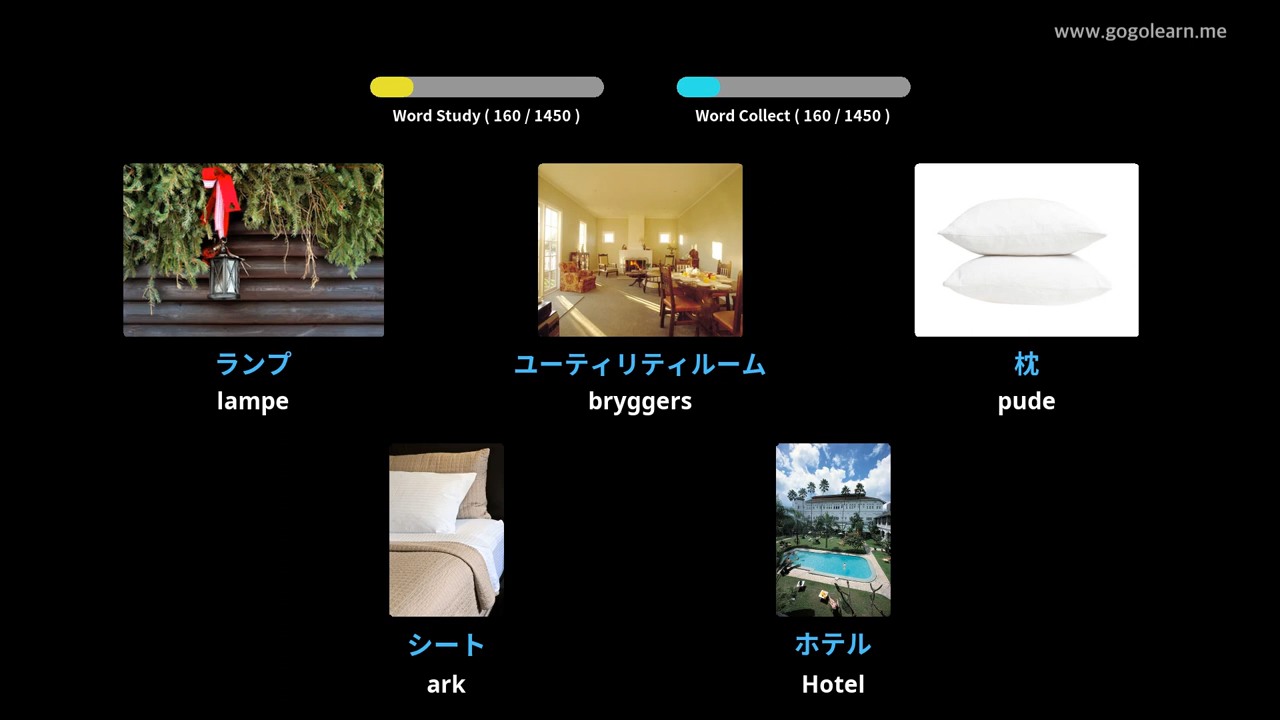 www.gogolearn.me
Word Study ( 160 / 1450 )
Word Collect ( 160 / 1450 )
ランプ
lampe
ユーティリティルーム
bryggers
枕
pude
シート
ark
ホテル
Hotel